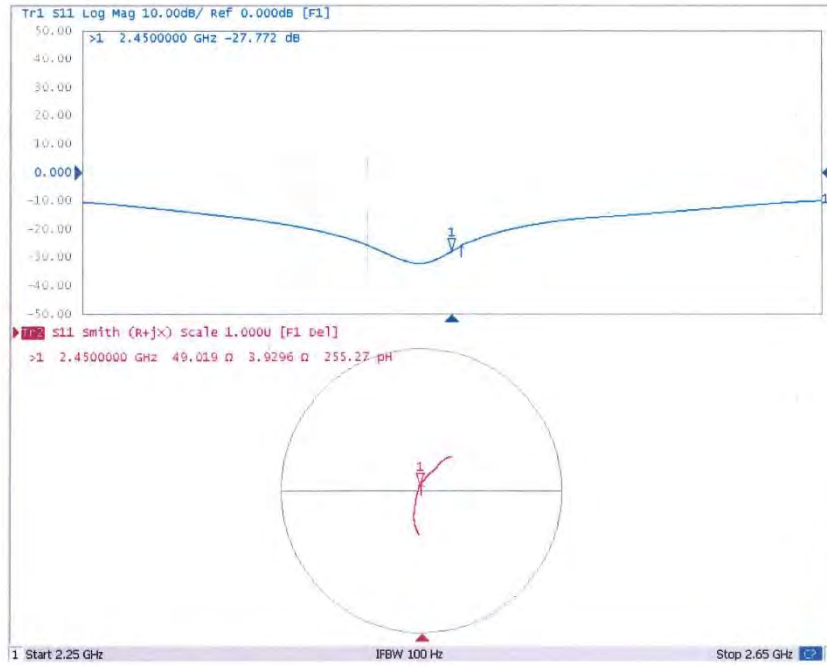 Tr1 S11 Log Mag 10.00dB/ Ref 0.000dB [F1]
50.00
>1 2.4500000 GHz -27.772 dB
40.00
30.00
20.00
10.00
0.000
-10.00
1
-20.00
1
-30.00
-40.00
-50.00
Tr2 S11 Smith (R+jX) Scale 1.000U [F1 Del]
>1 2.4500000 GHz 49.019 Ω 3.9296 Ω 255.27 pH
1
1 Start 2.25 GHz IFBW 100 Hz Stop 2.65 GHz C?